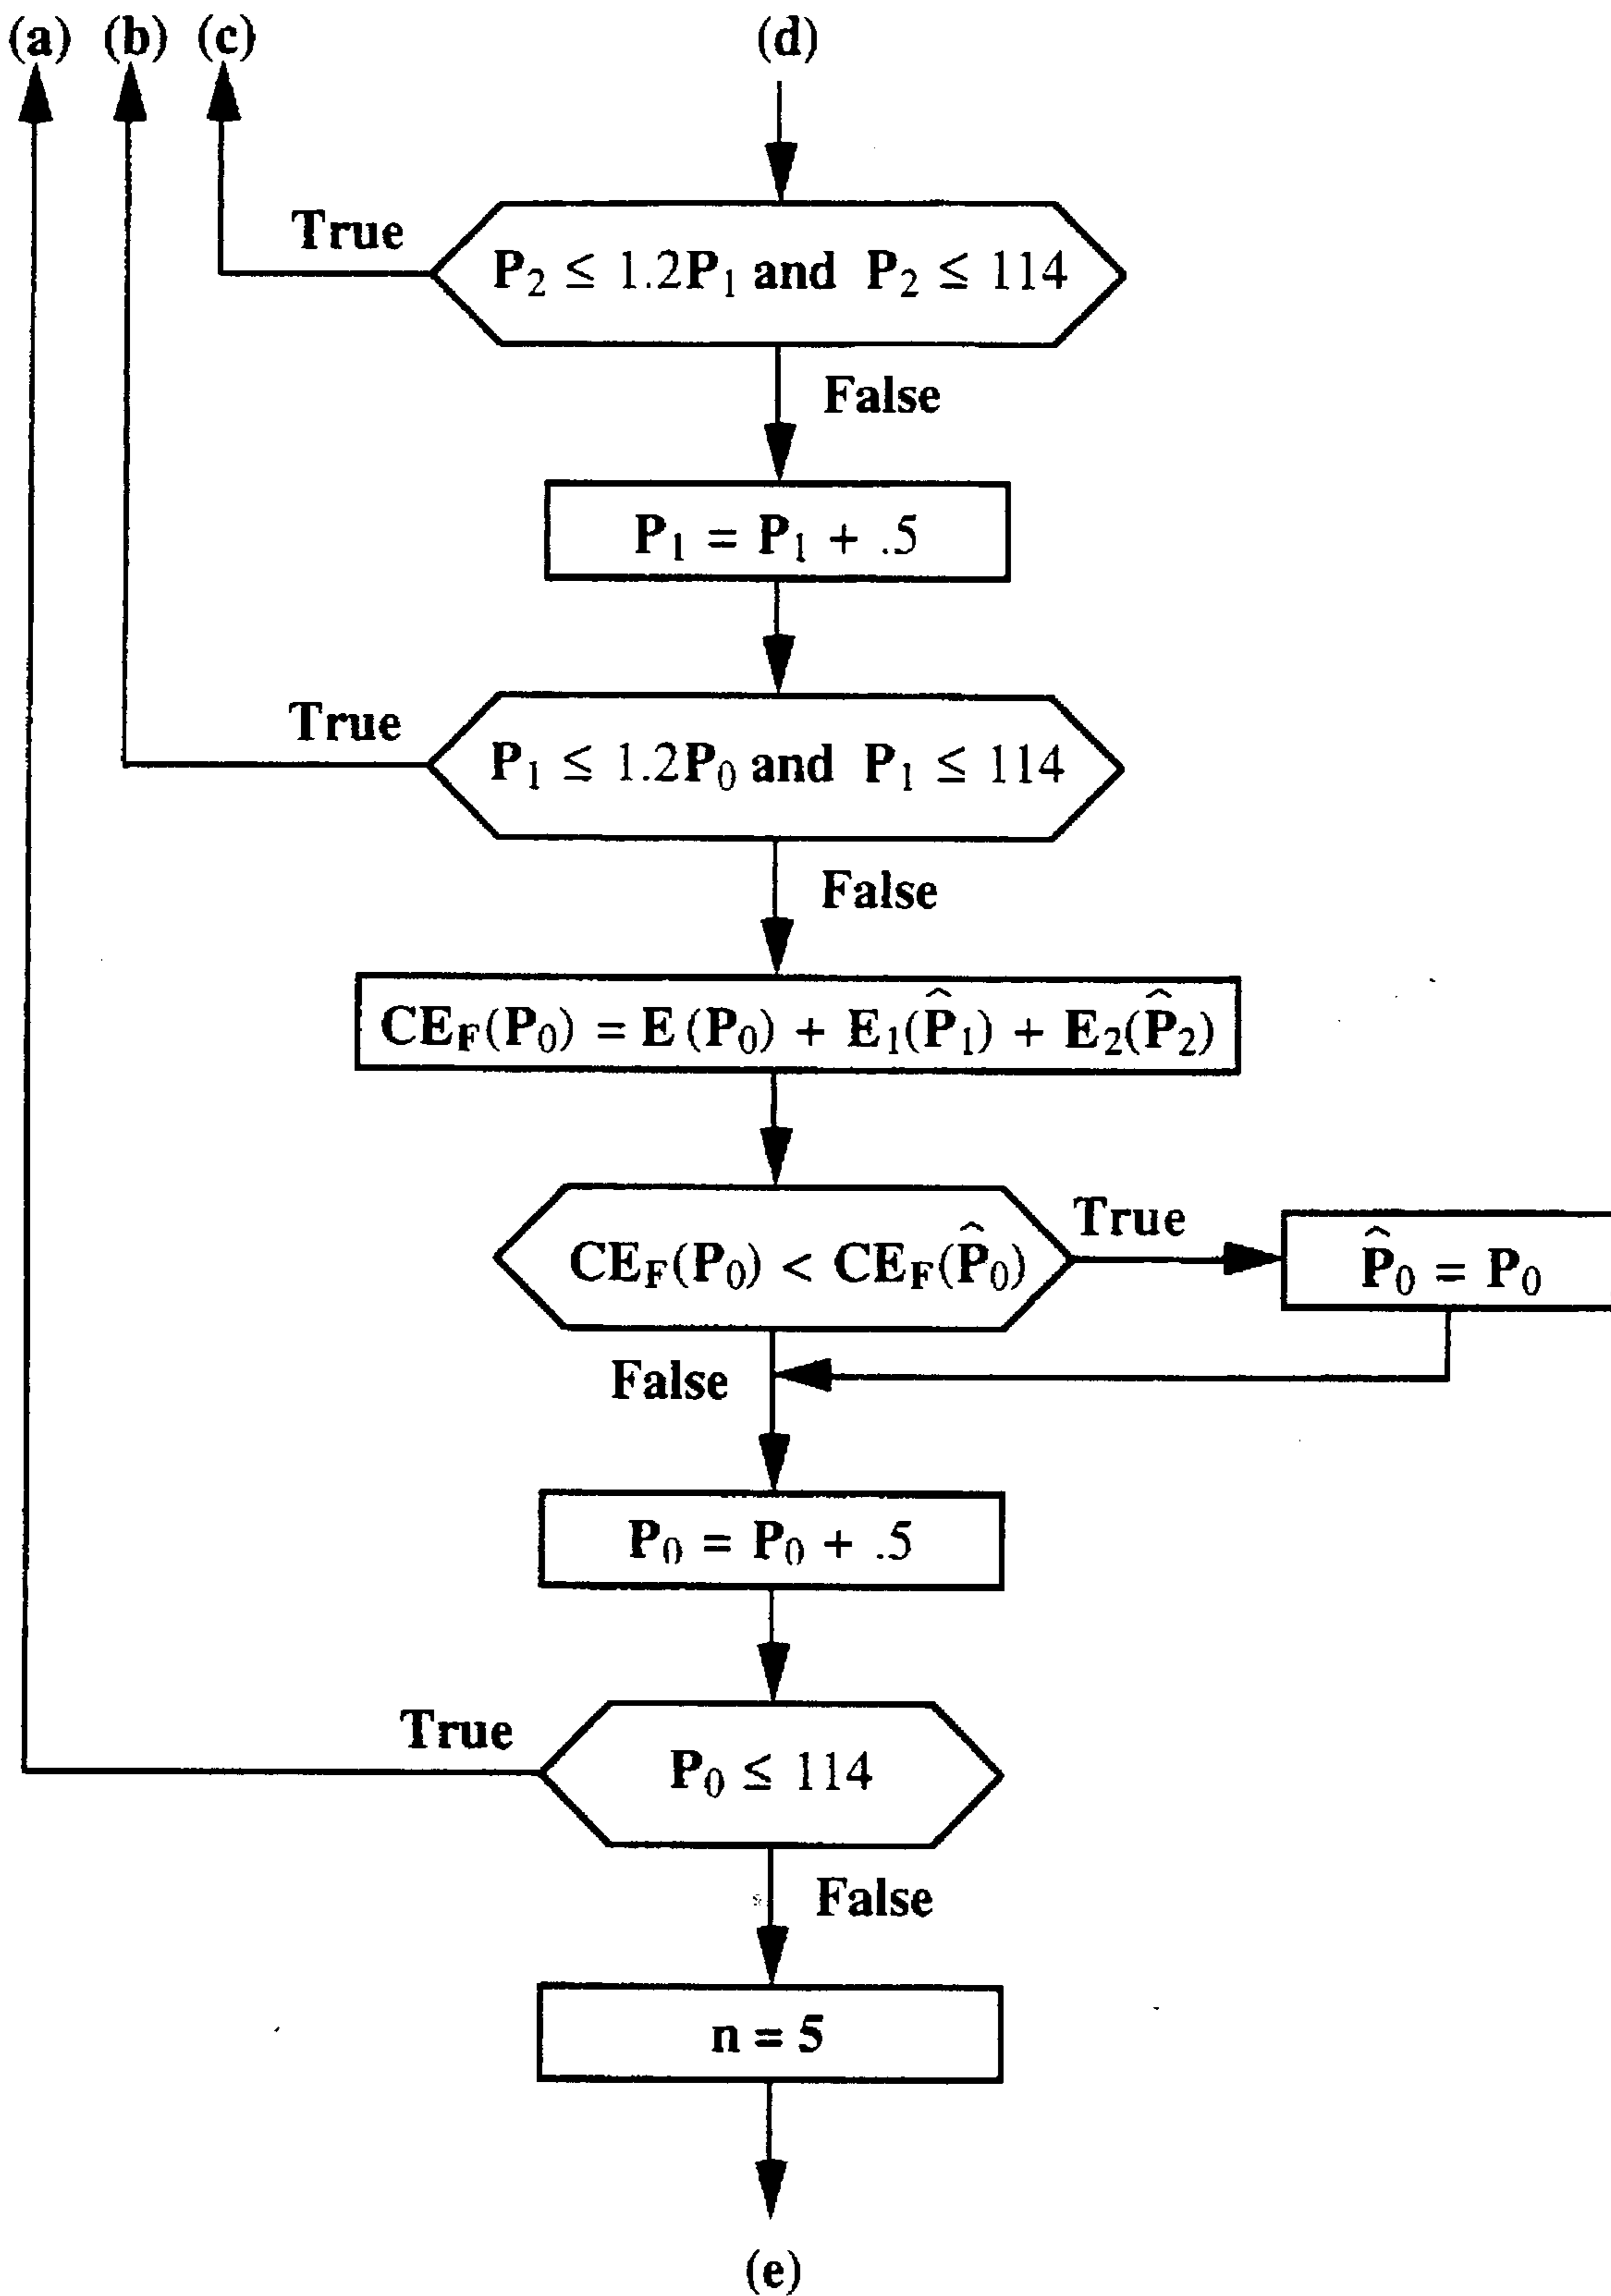 (a) (b) (c) (d)
True
P₂ ≤ 1.2P₁ and P₂ ≤ 114
False
P₁ = P₁ + .5
True
P₁ ≤ 1.2P₀ and P₁ ≤ 114
False
CE_F(P₀) = E(P₀) + E₁(P̂₁) + E₂(P̂₂)
CE_F(P₀) < CE_F(P̂₀)
True
P̂₀ = P₀
False
P₀ = P₀ + .5
True
P₀ ≤ 114
False
n = 5
(e)